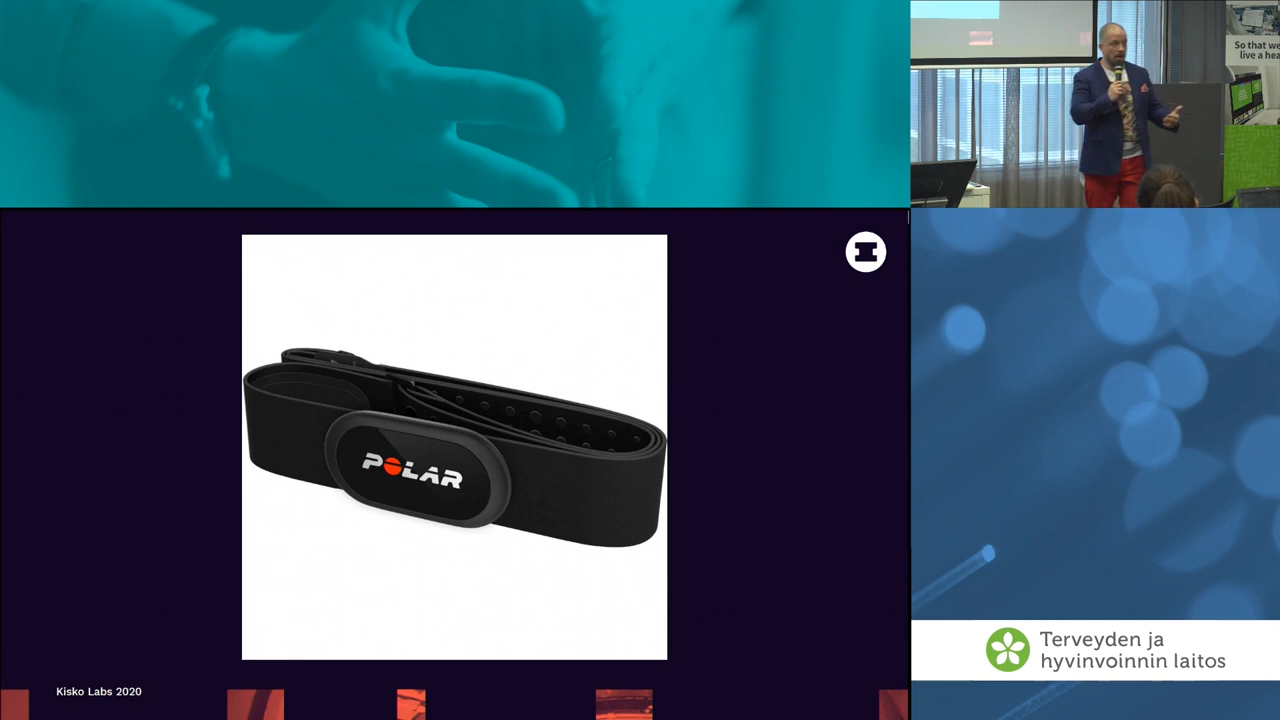 So that we
live a hea
POLAR
Kisko Labs 2020
Terveyden ja
hyvinvoinnin laitos